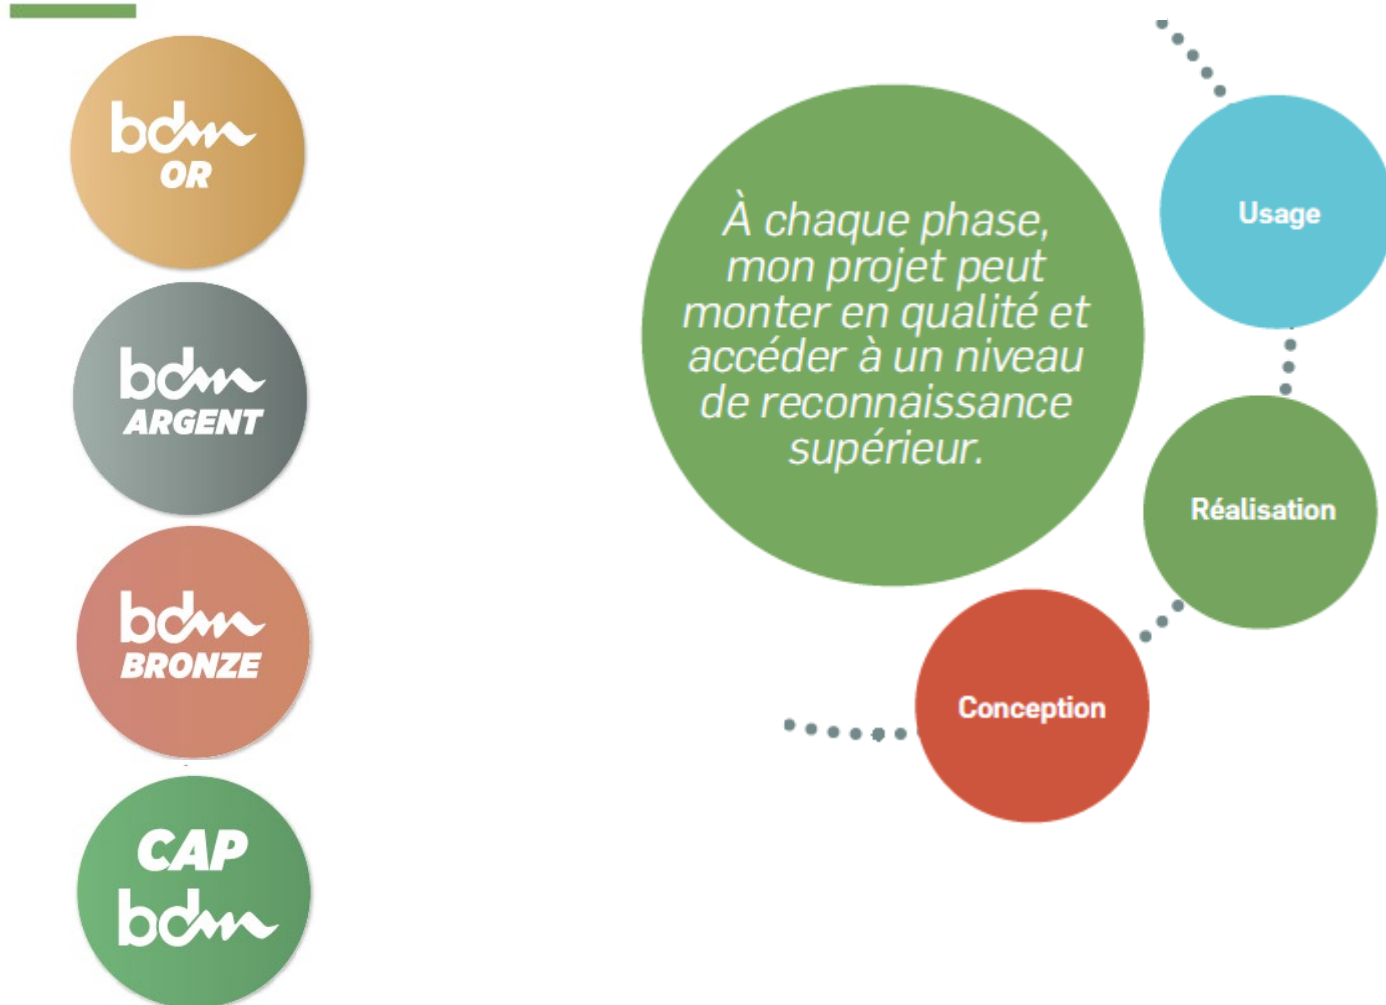 bdm
OR
bdm
ARGENT
bdm
BRONZE
CAP
bdm
À chaque phase,
mon projet peut
monter en qualité et
accéder à un niveau
de reconnaissance
supérieur.
Usage
Réalisation
Conception